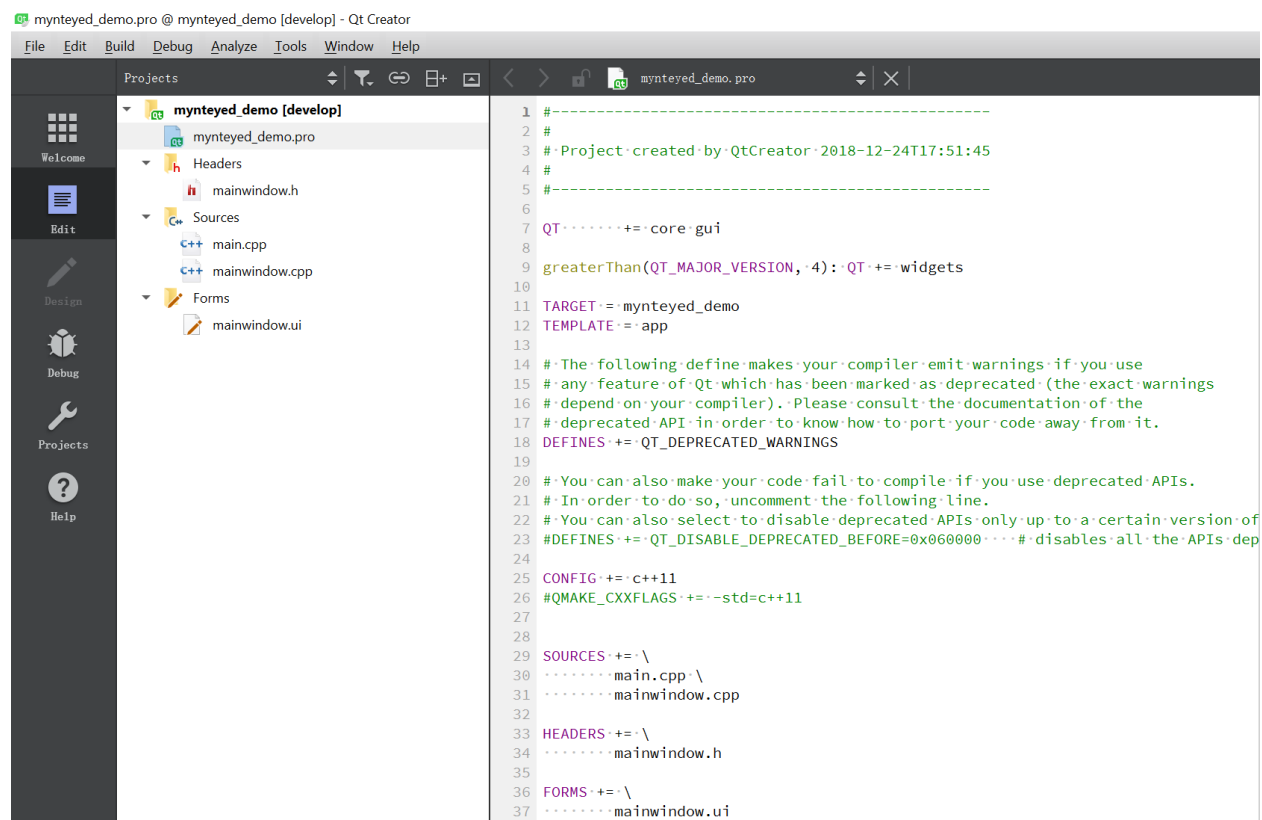 mynteyed_demo.pro @ mynteyed_demo [develop] - Qt Creator
File Edit Build Debug Analyze Tools Window Help
Projects
mynteyed_demo.pro
Welcome
Edit
Design
Debug
Projects
Help
mynteyed_demo [develop]
mynteyed_demo.pro
Headers
mainwindow.h
Sources
main.cpp
mainwindow.cpp
Forms
mainwindow.ui
1 #-------------------------------------------------
2 #
3 # Project created by QtCreator 2018-12-24T17:51:45
4 #
5 #-------------------------------------------------
6
7 QT       += core gui
8
9 greaterThan(QT_MAJOR_VERSION, 4): QT += widgets
10
11 TARGET = mynteyed_demo
12 TEMPLATE = app
13
14 # The following define makes your compiler emit warnings if you use
15 # any feature of Qt which has been marked as deprecated (the exact warnings
16 # depend on your compiler). Please consult the documentation of the
17 # deprecated API in order to know how to port your code away from it.
18 DEFINES += QT_DEPRECATED_WARNINGS
19
20 # You can also make your code fail to compile if you use deprecated APIs.
21 # In order to do so, uncomment the following line.
22 # You can also select to disable deprecated APIs only up to a certain version of
23 #DEFINES += QT_DISABLE_DEPRECATED_BEFORE=0x060000    # disables all the APIs dep
24
25 CONFIG += c++11
26 #QMAKE_CXXFLAGS += -std=c++11
27
28
29 SOURCES += \
30         main.cpp \
31         mainwindow.cpp
32
33 HEADERS += \
34         mainwindow.h
35
36 FORMS += \
37         mainwindow.ui